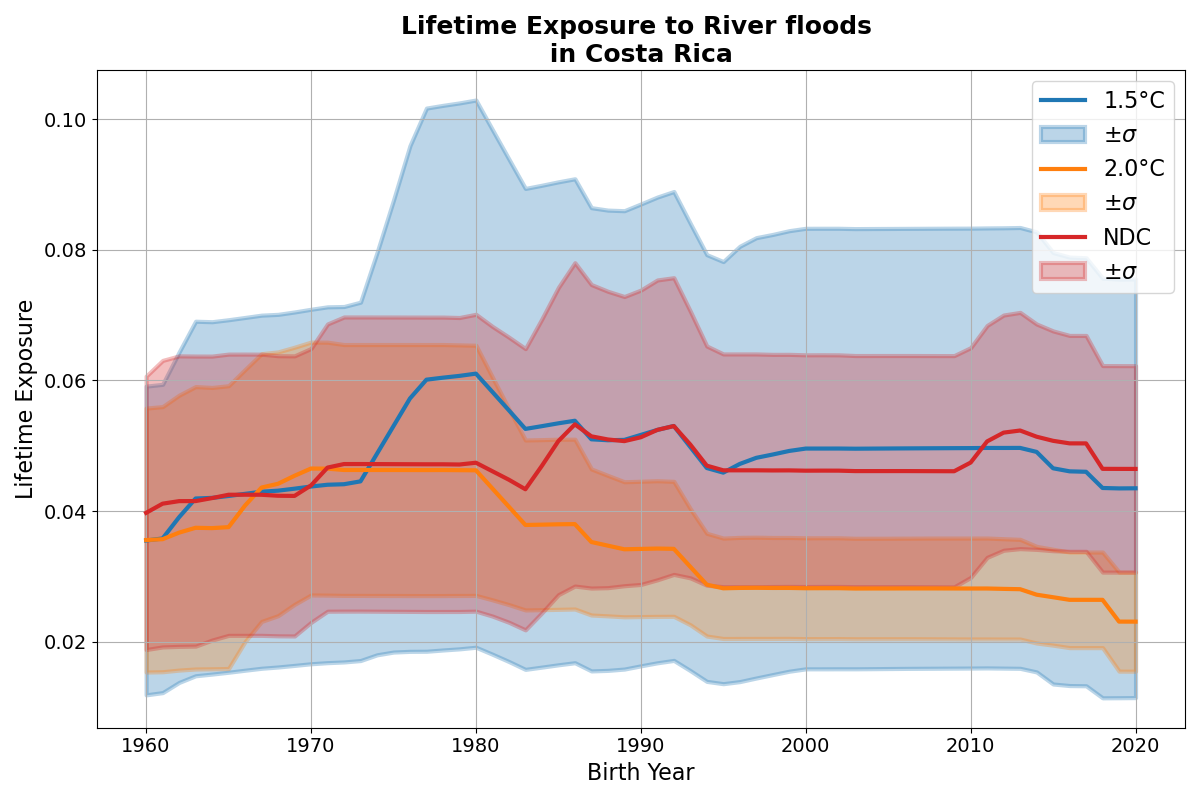 Lifetime Exposure to River floods
in Costa Rica
1.5°C
±σ
2.0°C
±σ
NDC
±σ
Lifetime Exposure
0.10
0.08
0.06
0.04
0.02
1960 1970 1980 1990 2000 2010 2020
Birth Year